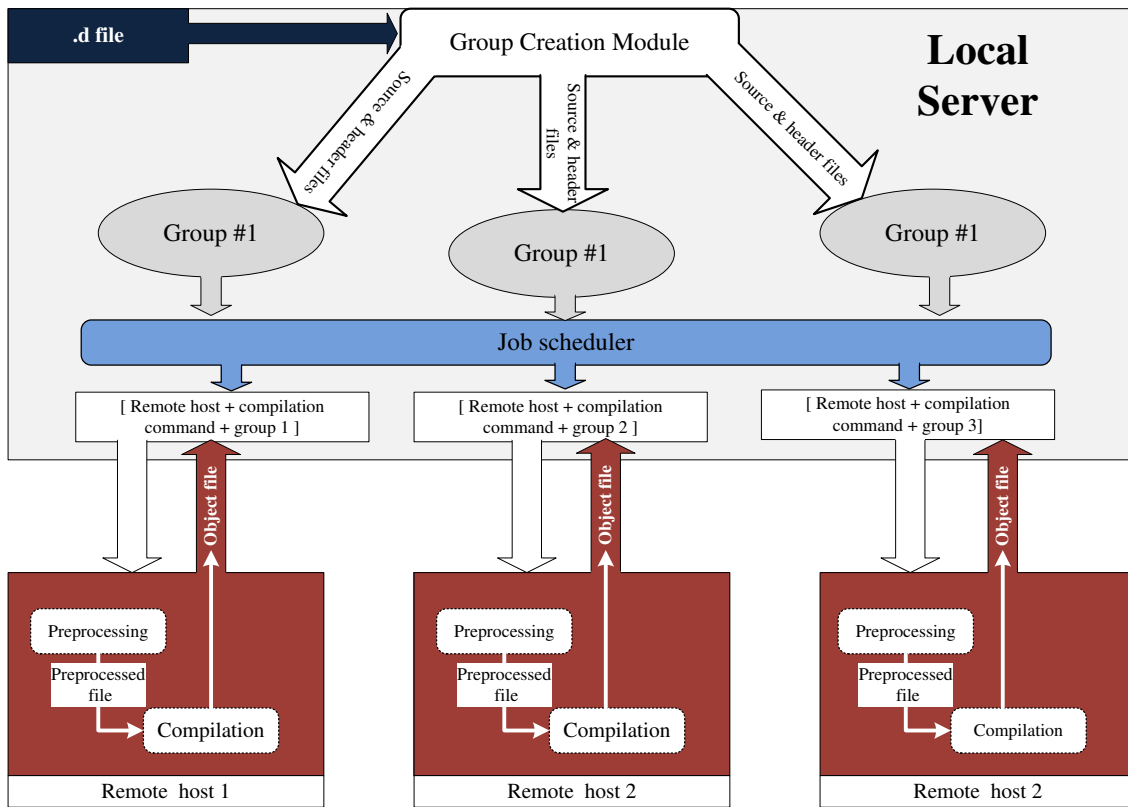 .d file
Group Creation Module
Local
Server
Source & header files
Source & header
files
Source & header files
Group #1
Group #1
Group #1
Job scheduler
[ Remote host + compilation
command + group 1 ]
[ Remote host + compilation
command + group 2 ]
[ Remote host + compilation
command + group 3]
Object file
Object file
Object file
Preprocessing
Preprocessed
file
Compilation
Preprocessing
Preprocessed
file
Compilation
Preprocessing
Preprocessed
file
Compilation
Remote host 1
Remote host 2
Remote host 2